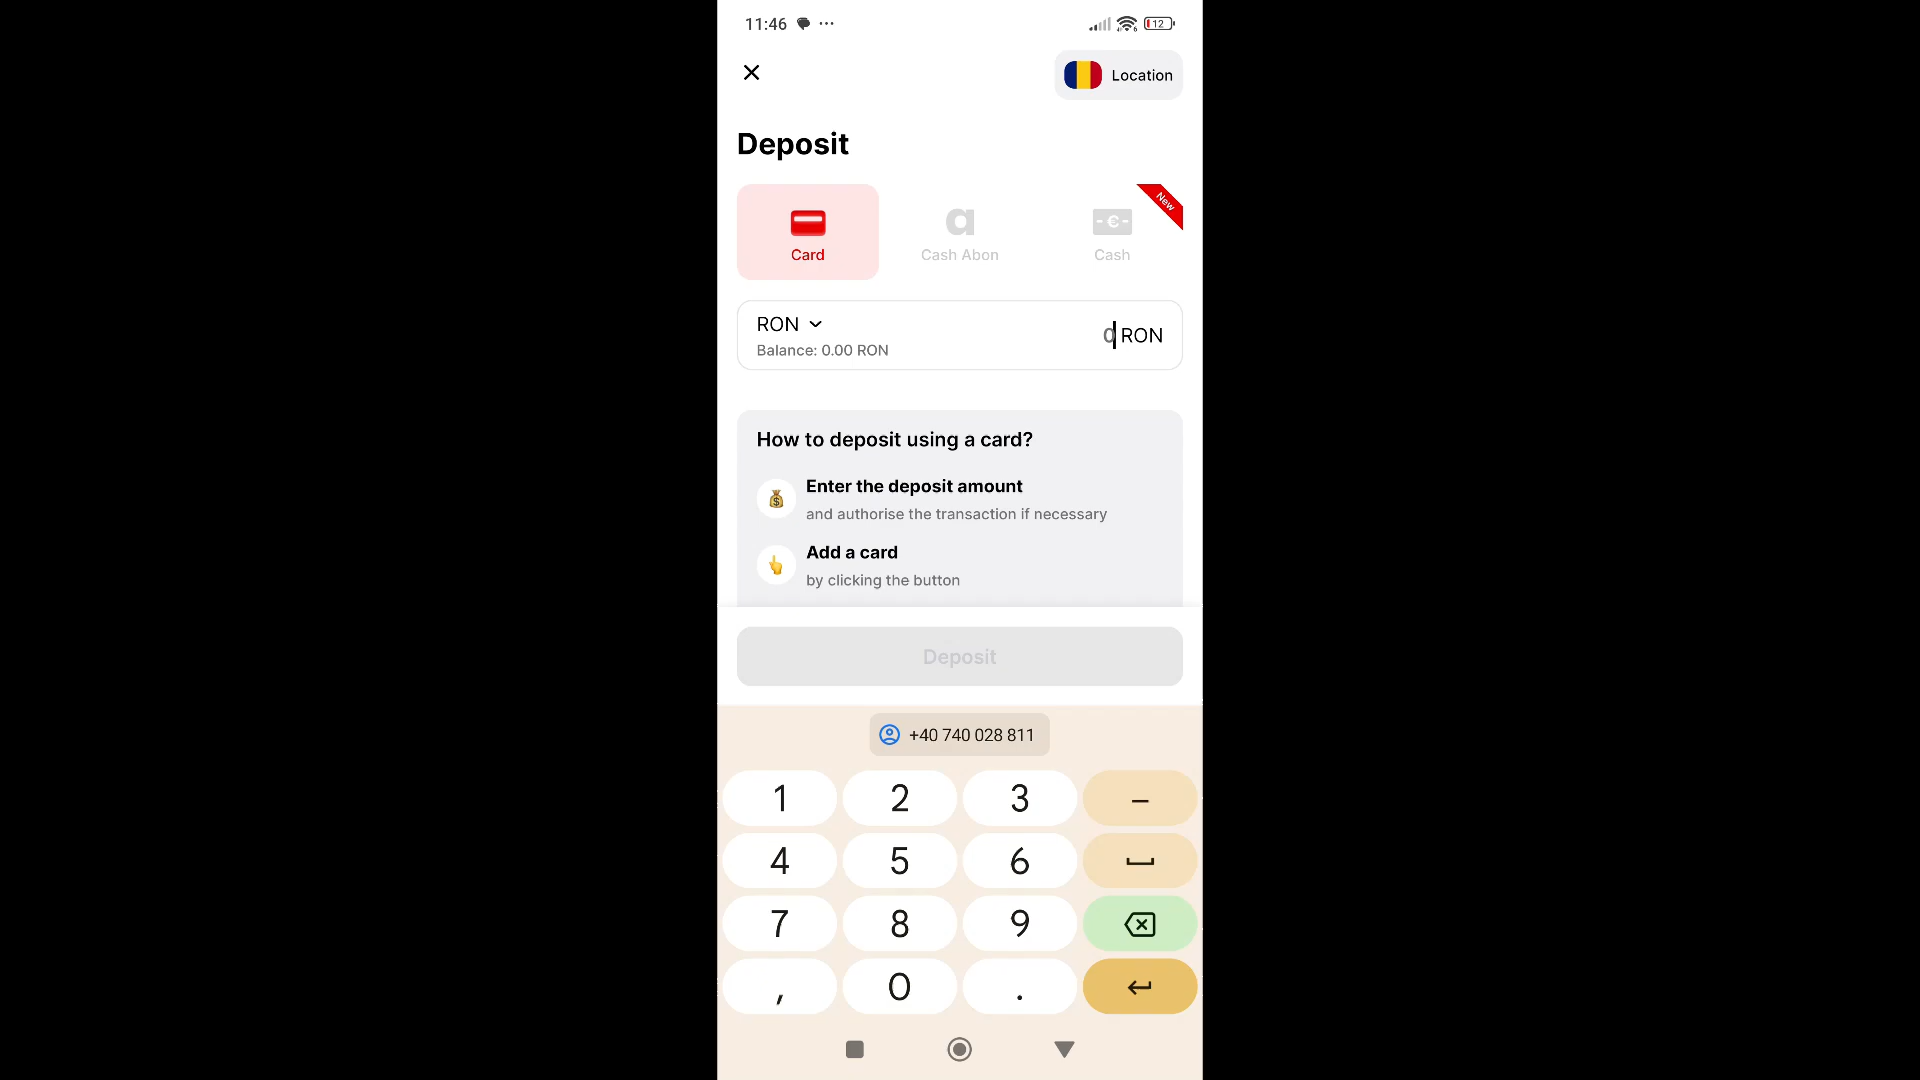 11:46
12
Location
Deposit
New
Card
Cash Abon
Cash
RON
0 RON
Balance: 0.00 RON
How to deposit using a card?
Enter the deposit amount
and authorise the transaction if necessary
Add a card
by clicking the button
Deposit
+40 740 028 811
1 2 3 –
4 5 6
7 8 9
, 0 .